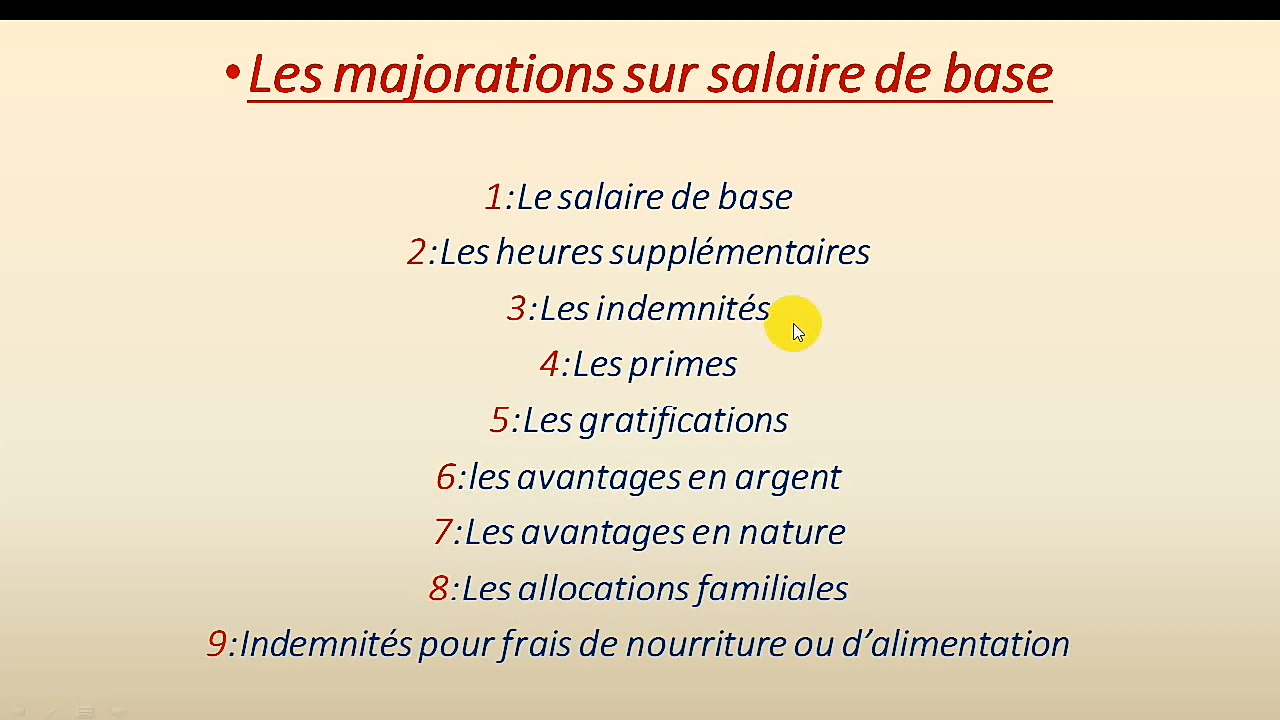 •Les majorations sur salaire de base
1:Le salaire de base
2:Les heures supplémentaires
3:Les indemnités
4:Les primes
5:Les gratifications
6:les avantages en argent
7:Les avantages en nature
8:Les allocations familiales
9:Indemnités pour frais de nourriture ou d’alimentation